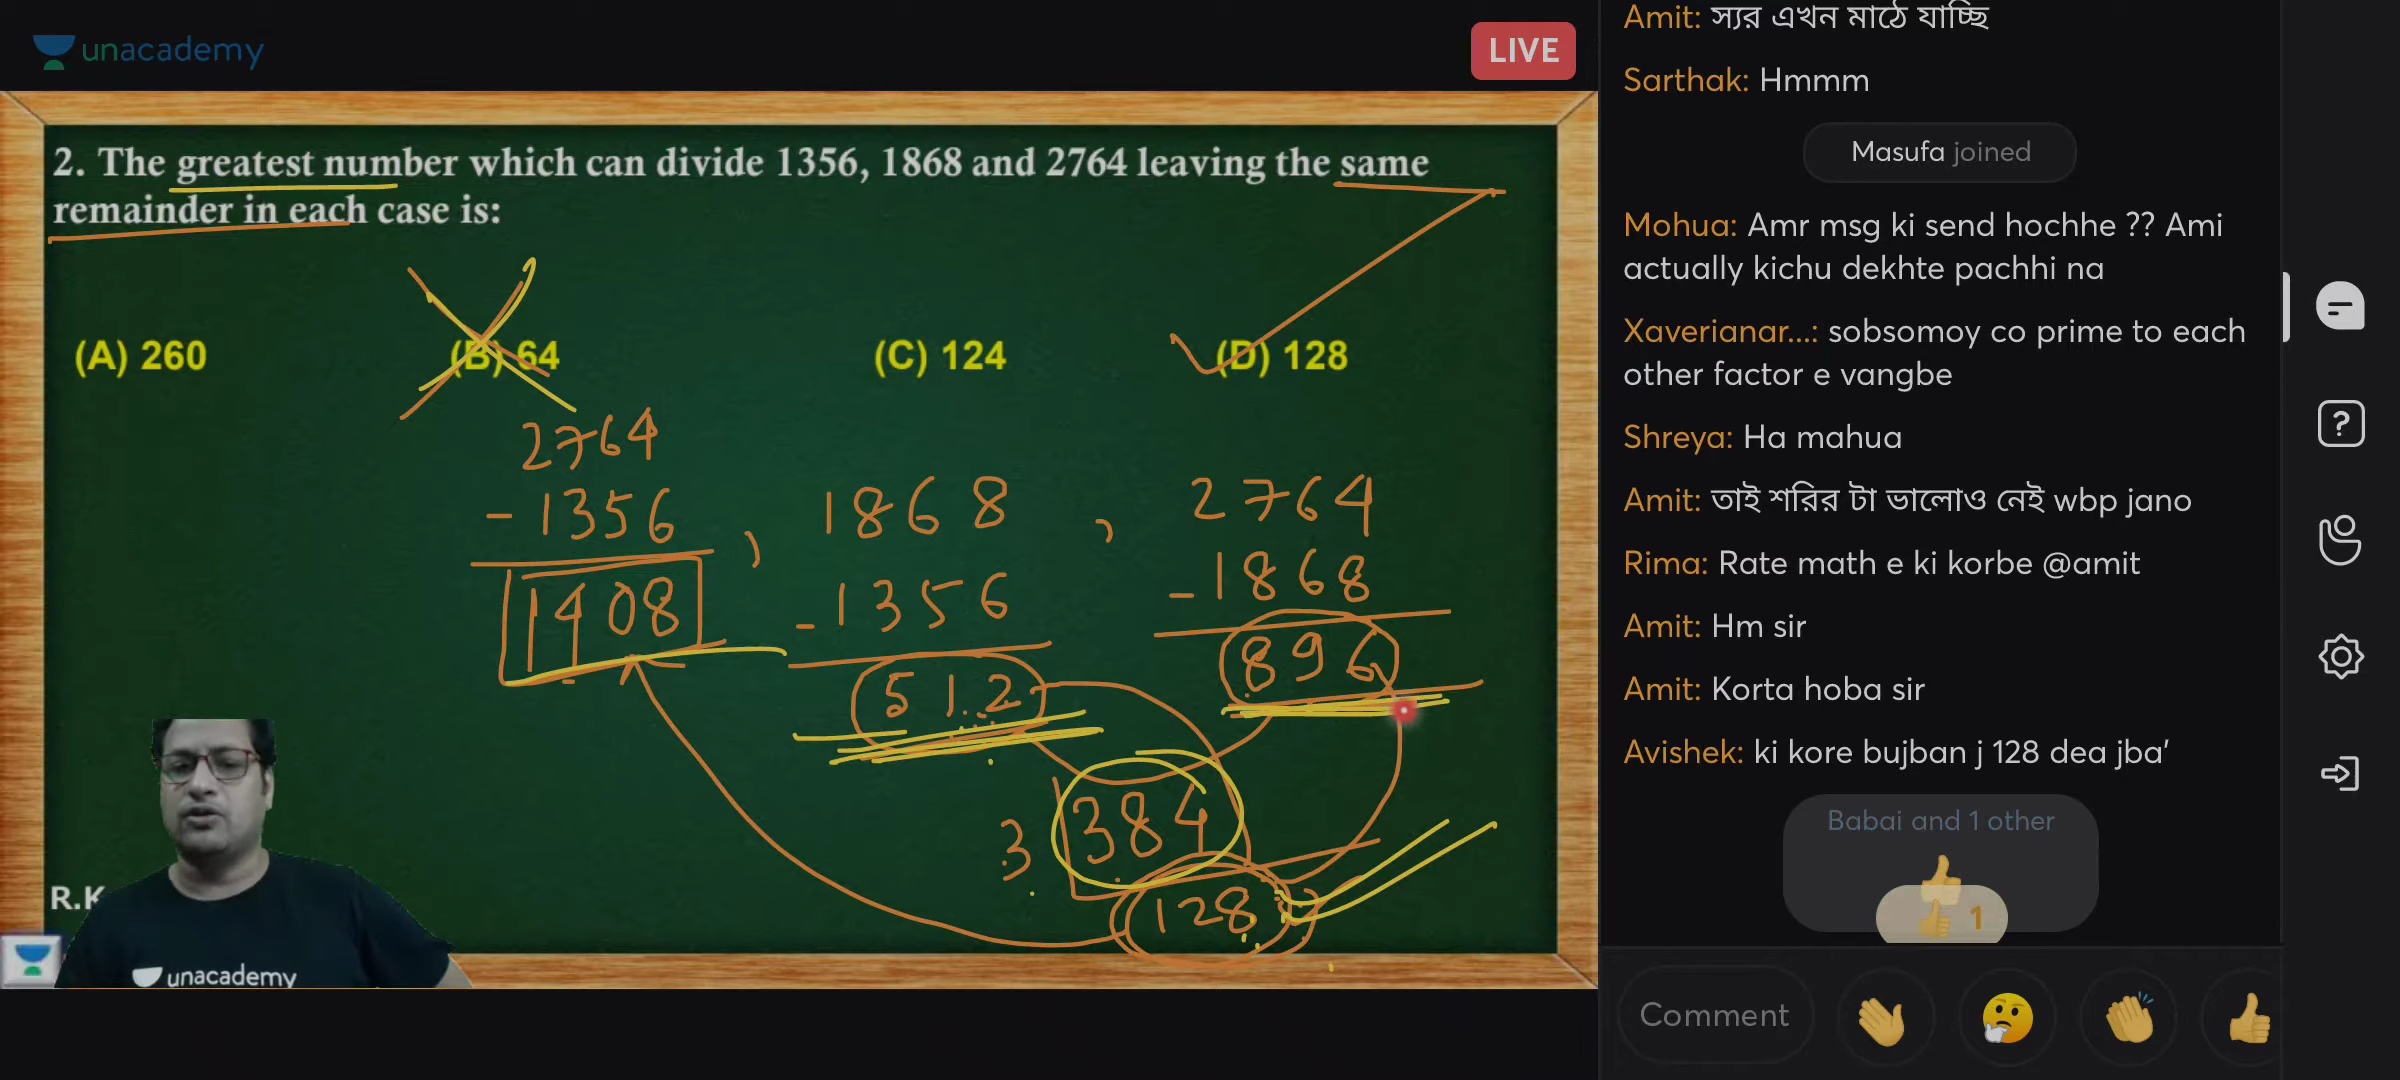 unacademy
LIVE
2. The greatest number which can divide 1356, 1868 and 2764 leaving the same
remainder in each case is:
(A) 260
(B) 64
(C) 124
(D) 128
2764
- 1356
1408
,
1868
- 1356
512
,
2764
- 1868
896
3 384
128
R.K
unacademy
Amit: স্যর এখন মাঠে যাচ্ছি
Sarthak: Hmmm
Masufa joined
Mohua: Amr msg ki send hochhe ?? Ami
actually kichu dekhte pachhi na
Xaverianar...: sobsomoy co prime to each
other factor e vangbe
Shreya: Ha mahua
Amit: তাই শরির টা ভালোও নেই wbp jano
Rima: Rate math e ki korbe @amit
Amit: Hm sir
Amit: Korta hoba sir
Avishek: ki kore bujban j 128 dea jba'
Babai and 1 other
1
Comment
?